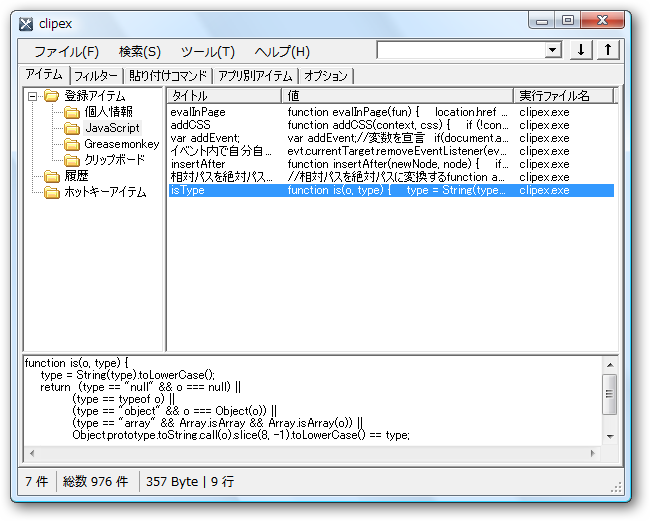 clipex
ファイル(F) 検索(S) ツール(T) ヘルプ(H)
アイテム フィルター 貼り付けコマンド アプリ別アイテム オプション
登録アイテム
個人情報
JavaScript
Greasemonkey
クリップボード
履歴
ホットキーアイテム
タイトル 値 実行ファイル名
evalInPage function evalInPage(fun) { location.href ... clipex.exe
addCSS function addCSS(context, css) { if (!con... clipex.exe
var addEvent; var addEvent;//変数を宣言 if(document.a... clipex.exe
イベント内で自分自... evt.currentTarget.removeEventListener(ev... clipex.exe
insertAfter function insertAfter(newNode, node) { if... clipex.exe
相対パスを絶対パス... //相対パスを絶対パスに変換するfunction a... clipex.exe
isType function is(o, type) { type = String(type... clipex.exe
function is(o, type) {
type = String(type).toLowerCase();
return (type == "null" && o === null) ||
(type == typeof o) ||
(type == "object" && o === Object(o)) ||
(type == "array" && Array.isArray && Array.isArray(o)) ||
Object.prototype.toString.call(o).slice(8, -1).toLowerCase() == type;
7 件 総数 976 件 357 Byte | 9 行